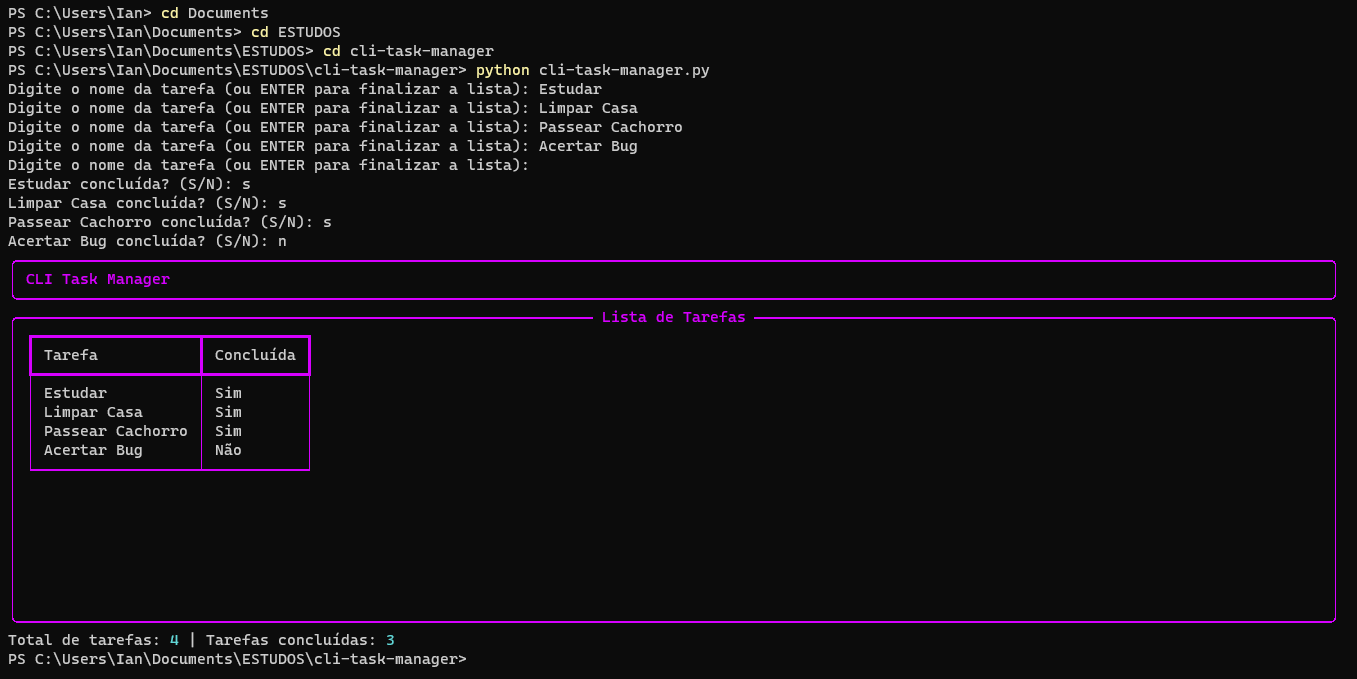 PS C:\Users\Ian> cd Documents
PS C:\Users\Ian\Documents> cd ESTUDOS
PS C:\Users\Ian\Documents\ESTUDOS> cd cli-task-manager
PS C:\Users\Ian\Documents\ESTUDOS\cli-task-manager> python cli-task-manager.py
Digite o nome da tarefa (ou ENTER para finalizar a lista): Estudar
Digite o nome da tarefa (ou ENTER para finalizar a lista): Limpar Casa
Digite o nome da tarefa (ou ENTER para finalizar a lista): Passear Cachorro
Digite o nome da tarefa (ou ENTER para finalizar a lista): Acertar Bug
Digite o nome da tarefa (ou ENTER para finalizar a lista):
Estudar concluída? (S/N): s
Limpar Casa concluída? (S/N): s
Passear Cachorro concluída? (S/N): s
Acertar Bug concluída? (S/N): n
CLI Task Manager
Lista de Tarefas
Tarefa Concluída
Estudar Sim
Limpar Casa Sim
Passear Cachorro Sim
Acertar Bug Não
Total de tarefas: 4 | Tarefas concluídas: 3
PS C:\Users\Ian\Documents\ESTUDOS\cli-task-manager>